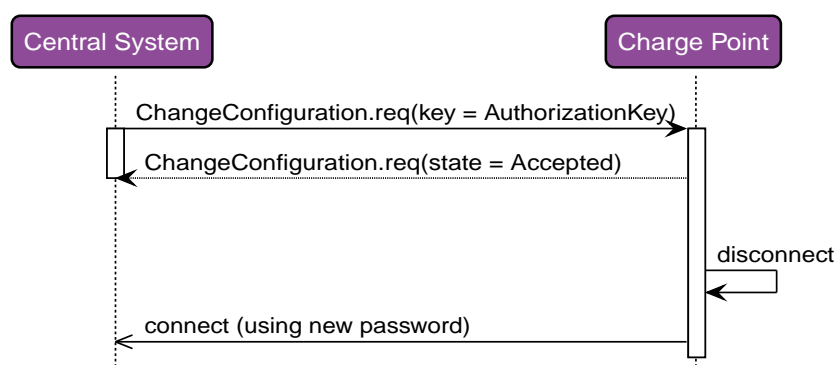 Central System
Charge Point
ChangeConfiguration.req(key = AuthorizationKey)
ChangeConfiguration.req(state = Accepted)
disconnect
connect (using new password)